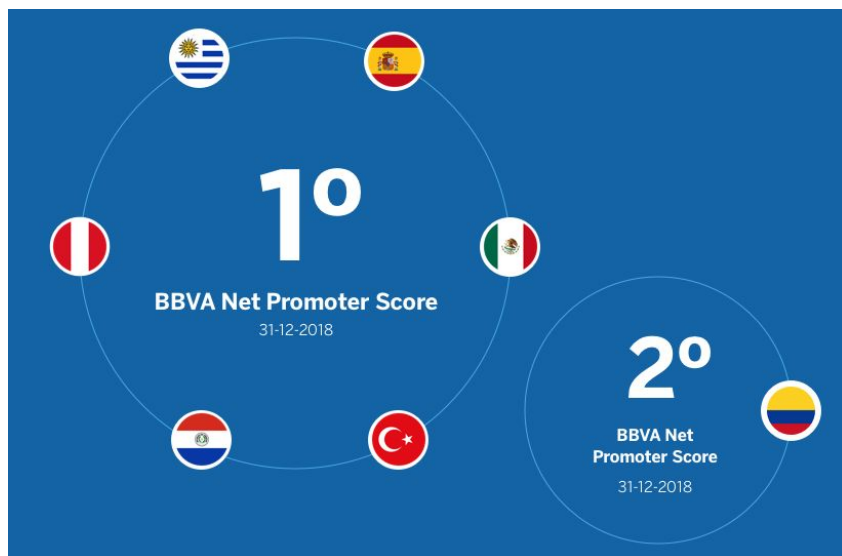 1º
BBVA Net Promoter Score
31-12-2018
2º
BBVA Net
Promoter Score
31-12-2018